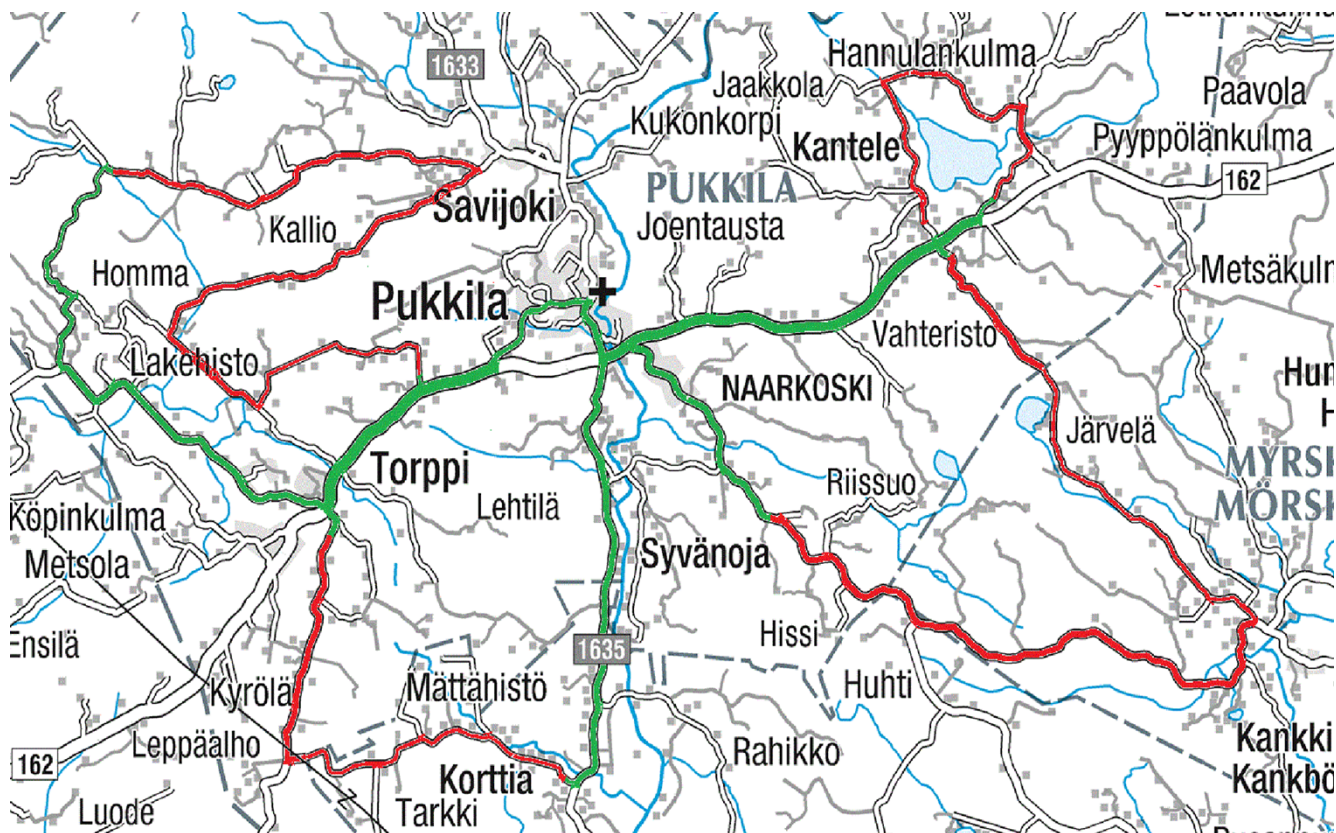 1633
Hannulankulma
Jaakkola
Paavola
Kukonkorpi
Kantele
Pyyppölänkulma
PUKKILA
162
Savijoki
Kallio
Joentausta
Homma
Metsäkulm
Pukkila
Vahteristo
Lakehisto
NAARKOSKI
Hun
H
Järvelä
Torppi
MYRSK
MÖRSK
Riissuo
Lehtilä
Köpinkulma
Syvänoja
Metsola
Hissi
Ensilä
1635
Kyrölä
Mättähistö
Huhti
Leppäalho
Rahikko
Kankki
162
Korttia
Kankbö
Luode
Tarkki